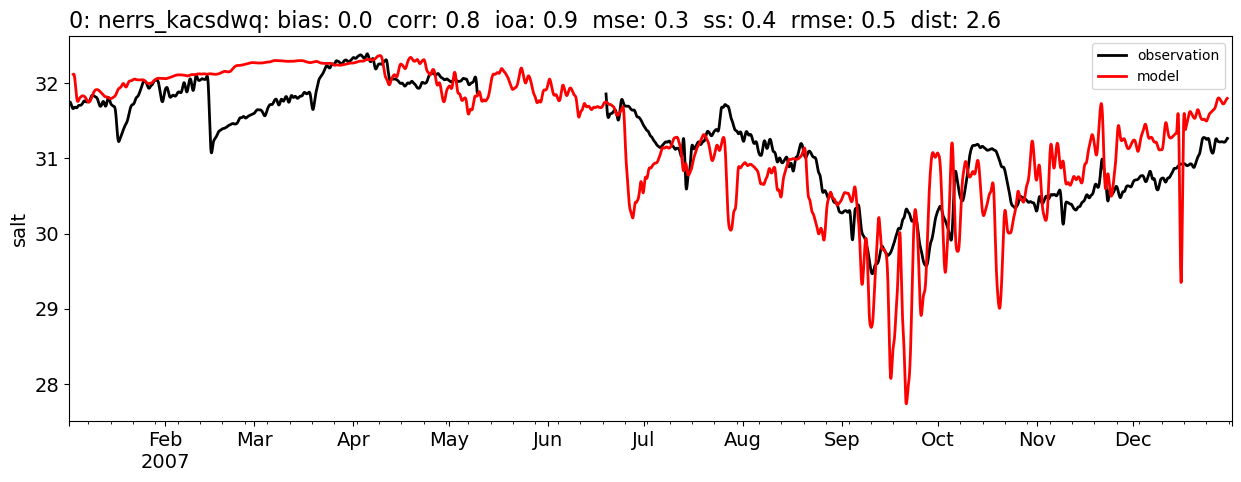 0: nerrs_kacsdwq: bias: 0.0  corr: 0.8  ioa: 0.9  mse: 0.3  ss: 0.4  rmse: 0.5  dist: 2.6
observation
model
salt
32
31
30
29
28
Feb Mar Apr May Jun Jul Aug Sep Oct Nov Dec
2007